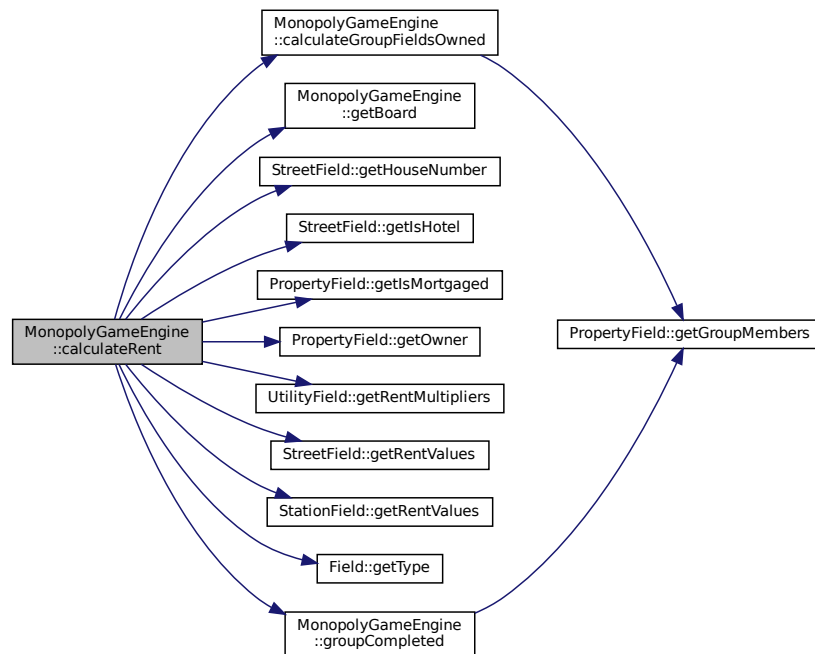 MonopolyGameEngine
::calculateRent
MonopolyGameEngine
::calculateGroupFieldsOwned
MonopolyGameEngine
::getBoard
StreetField::getHouseNumber
StreetField::getIsHotel
PropertyField::getIsMortgaged
PropertyField::getOwner
UtilityField::getRentMultipliers
StreetField::getRentValues
StationField::getRentValues
Field::getType
MonopolyGameEngine
::groupCompleted
PropertyField::getGroupMembers